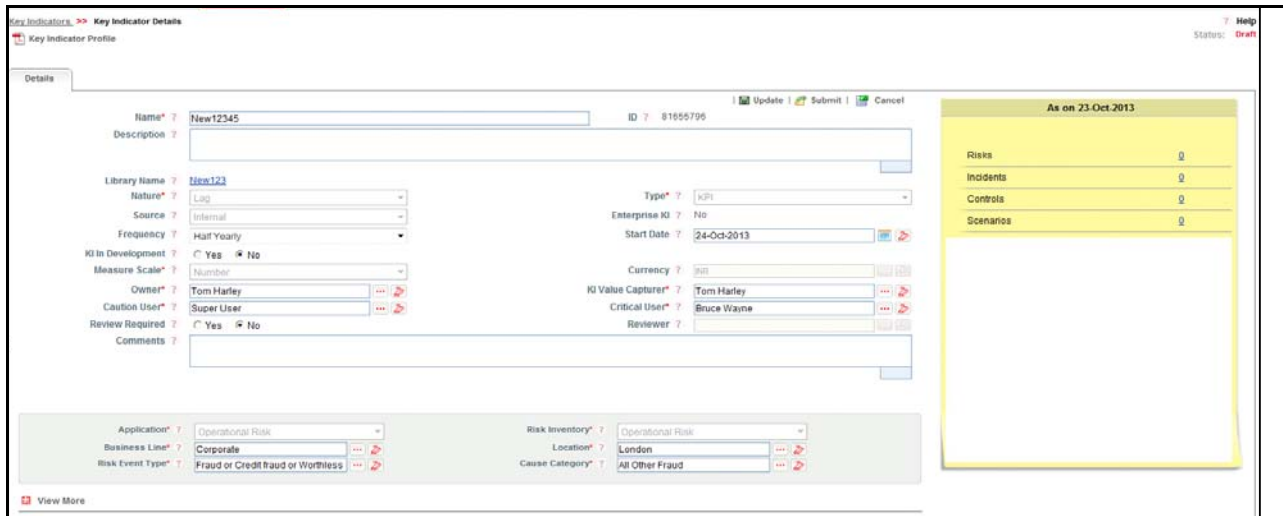 Key Indicators >> Key Indicator Details
? Help
Key Indicator Profile
Status: Draft
Details
| Update | Submit | Cancel
Name* ? New12345 ID ? 81655796
Description ?
Library Name ? New123
Nature* ? Lag Type* ? KPI
Source ? Internal Enterprise KI ? No
Frequency ? Half Yearly Start Date ? 24-Oct-2013
KI In Development ? Yes No
Measure Scale* ? Number Currency ? INR
Owner* ? Tom Harley ... KI Value Capturer* ? Tom Harley ...
Caution User* ? Super User ... Critical User* ? Bruce Wayne ...
Review Required ? Yes No Reviewer ?
Comments ?
Application* ? Operational Risk Risk Inventory* ? Operational Risk
Business Line* ? Corporate ... Location* ? London ...
Risk Event Type* ? Fraud or Credit fraud or Worthless ... Cause Category* ? All Other Fraud ...
View More
As on 23-Oct-2013
Risks 0
Incidents 0
Controls 0
Scenarios 0